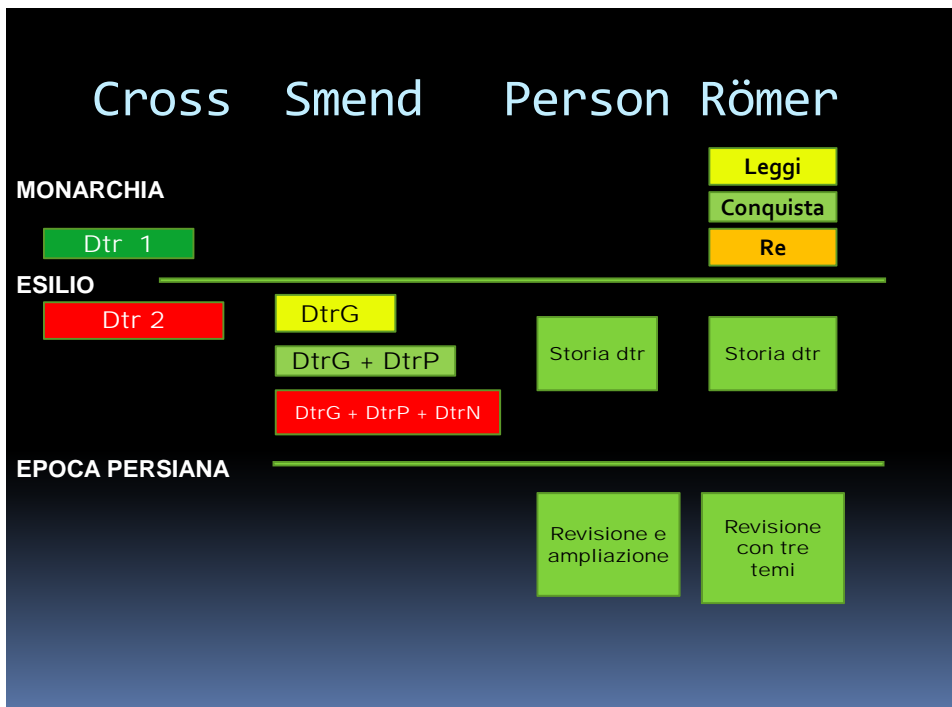 Cross Smend Person Römer
Leggi
MONARCHIA
Conquista
Dtr 1
Re
ESILIO
DtrG
Dtr 2
Storia dtr
Storia dtr
DtrG + DtrP
DtrG + DtrP + DtrN
EPOCA PERSIANA
Revisione e
ampliazione
Revisione
con tre
temi